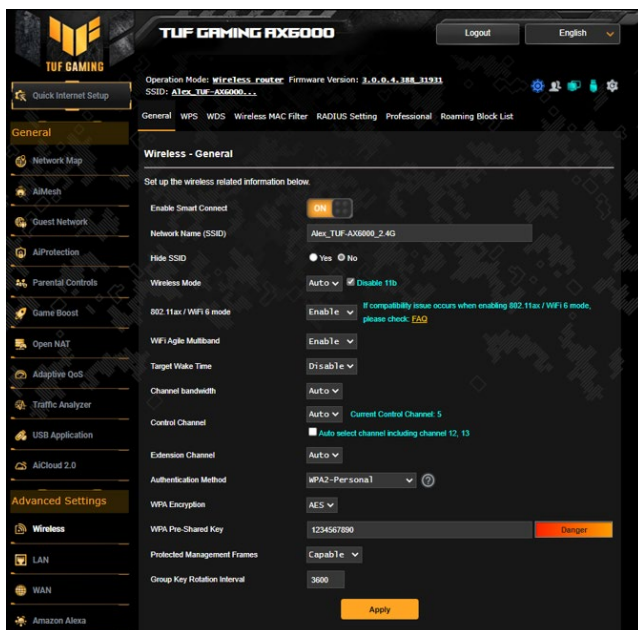 TUF GAMING AX6000
Logout
English
TUF GAMING
Operation Mode: Wireless router Firmware Version: 3.0.0.4.388_31931
SSID: Alex_TUF-AX6000...
Quick Internet Setup
General WPS WDS Wireless MAC Filter RADIUS Setting Professional Roaming Block List
General
Network Map
AiMesh
Guest Network
AiProtection
Parental Controls
Game Boost
Open NAT
Adaptive QoS
Traffic Analyzer
USB Application
AiCloud 2.0
Advanced Settings
Wireless
LAN
WAN
Amazon Alexa
Wireless - General
Set up the wireless related information below.
Enable Smart Connect ON
Network Name (SSID) Alex_TUF-AX6000_2.4G
Hide SSID Yes No
Wireless Mode Auto Disable 11b
802.11ax / WiFi 6 mode Enable If compatibility issue occurs when enabling 802.11ax / WiFi 6 mode,
please check: FAQ
WiFi Agile Multiband Enable
Target Wake Time Disable
Channel bandwidth Auto
Control Channel Auto Current Control Channel: 5
Auto select channel including channel 12, 13
Extension Channel Auto
Authentication Method WPA2-Personal ?
WPA Encryption AES
WPA Pre-Shared Key 1234567890 Danger
Protected Management Frames Capable
Group Key Rotation Interval 3600
Apply